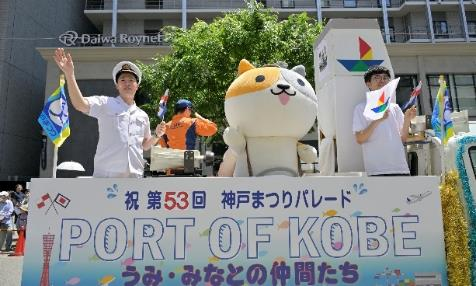 Daiwa Roynet
祝 第53回 神戸まつりパレード
PORT OF KOBE
うみ・みなとの仲間たち